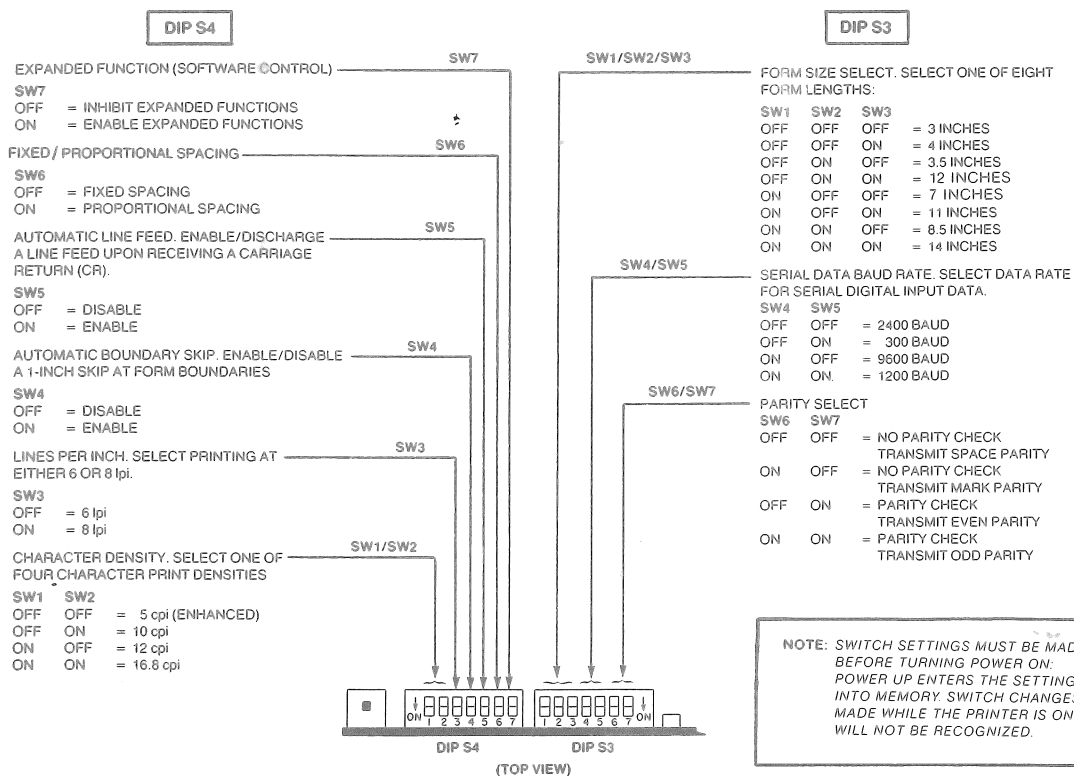 DIP S4
EXPANDED FUNCTION (SOFTWARE CONTROL)
SW7
SW7
OFF = INHIBIT EXPANDED FUNCTIONS
ON = ENABLE EXPANDED FUNCTIONS
FIXED / PROPORTIONAL SPACING
SW6
SW6
OFF = FIXED SPACING
ON = PROPORTIONAL SPACING
AUTOMATIC LINE FEED. ENABLE/DISCHARGE
A LINE FEED UPON RECEIVING A CARRIAGE
RETURN (CR).
SW5
SW5
OFF = DISABLE
ON = ENABLE
AUTOMATIC BOUNDARY SKIP. ENABLE/DISABLE
A 1-INCH SKIP AT FORM BOUNDARIES
SW4
SW4
OFF = DISABLE
ON = ENABLE
LINES PER INCH. SELECT PRINTING AT
EITHER 6 OR 8 lpi.
SW3
SW3
OFF = 6 lpi
ON = 8 lpi
CHARACTER DENSITY. SELECT ONE OF
FOUR CHARACTER PRINT DENSITIES
SW1/SW2
SW1 SW2
OFF OFF = 5 cpi (ENHANCED)
OFF ON = 10 cpi
ON OFF = 12 cpi
ON ON = 16.8 cpi
DIP S3
SW1/SW2/SW3
FORM SIZE SELECT. SELECT ONE OF EIGHT
FORM LENGTHS:
SW1 SW2 SW3
OFF OFF OFF = 3 INCHES
OFF OFF ON = 4 INCHES
OFF ON OFF = 3.5 INCHES
OFF ON ON = 12 INCHES
ON OFF OFF = 7 INCHES
ON OFF ON = 11 INCHES
ON ON OFF = 8.5 INCHES
ON ON ON = 14 INCHES
SW4/SW5
SERIAL DATA BAUD RATE. SELECT DATA RATE
FOR SERIAL DIGITAL INPUT DATA.
SW4 SW5
OFF OFF = 2400 BAUD
OFF ON = 300 BAUD
ON OFF = 9600 BAUD
ON ON. = 1200 BAUD
SW6/SW7
PARITY SELECT
SW6 SW7
OFF OFF = NO PARITY CHECK
TRANSMIT SPACE PARITY
ON OFF = NO PARITY CHECK
TRANSMIT MARK PARITY
OFF ON = PARITY CHECK
TRANSMIT EVEN PARITY
ON ON = PARITY CHECK
TRANSMIT ODD PARITY
NOTE: SWITCH SETTINGS MUST BE MAD
BEFORE TURNING POWER ON:
POWER UP ENTERS THE SETTING
INTO MEMORY. SWITCH CHANGES
MADE WHILE THE PRINTER IS ON
WILL NOT BE RECOGNIZED.
ON 1 2 3 4 5 6 7
1 2 3 4 5 6 7 ON
DIP S4
DIP S3
(TOP VIEW)